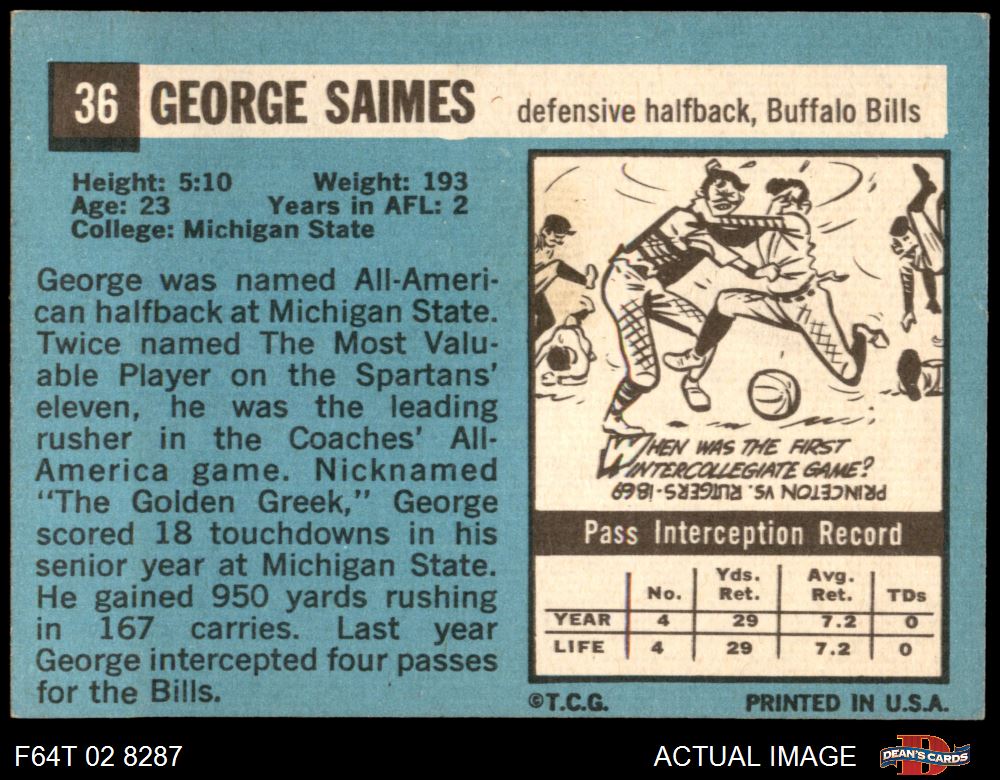 36 GEORGE SAIMES defensive halfback, Buffalo Bills
Height: 5:10 Weight: 193
Age: 23 Years in AFL: 2
College: Michigan State
George was named All-Ameri-
can halfback at Michigan State.
Twice named The Most Valu-
able Player on the Spartans'
eleven, he was the leading
rusher in the Coaches' All-
America game. Nicknamed
"The Golden Greek," George
scored 18 touchdowns in his
senior year at Michigan State.
He gained 950 yards rushing
in 167 carries. Last year
George intercepted four passes
for the Bills.
WHEN WAS THE FIRST
INTERCOLLEGIATE GAME?
PRINCETON VS. RUTGERS-1869
Pass Interception Record
No. Yds. Ret. Avg. Ret. TDs
YEAR 4 29 7.2 0
LIFE 4 29 7.2 0
©T.C.G. PRINTED IN U.S.A.
F64T 02 8287 ACTUAL IMAGE DEAN'S CARDS